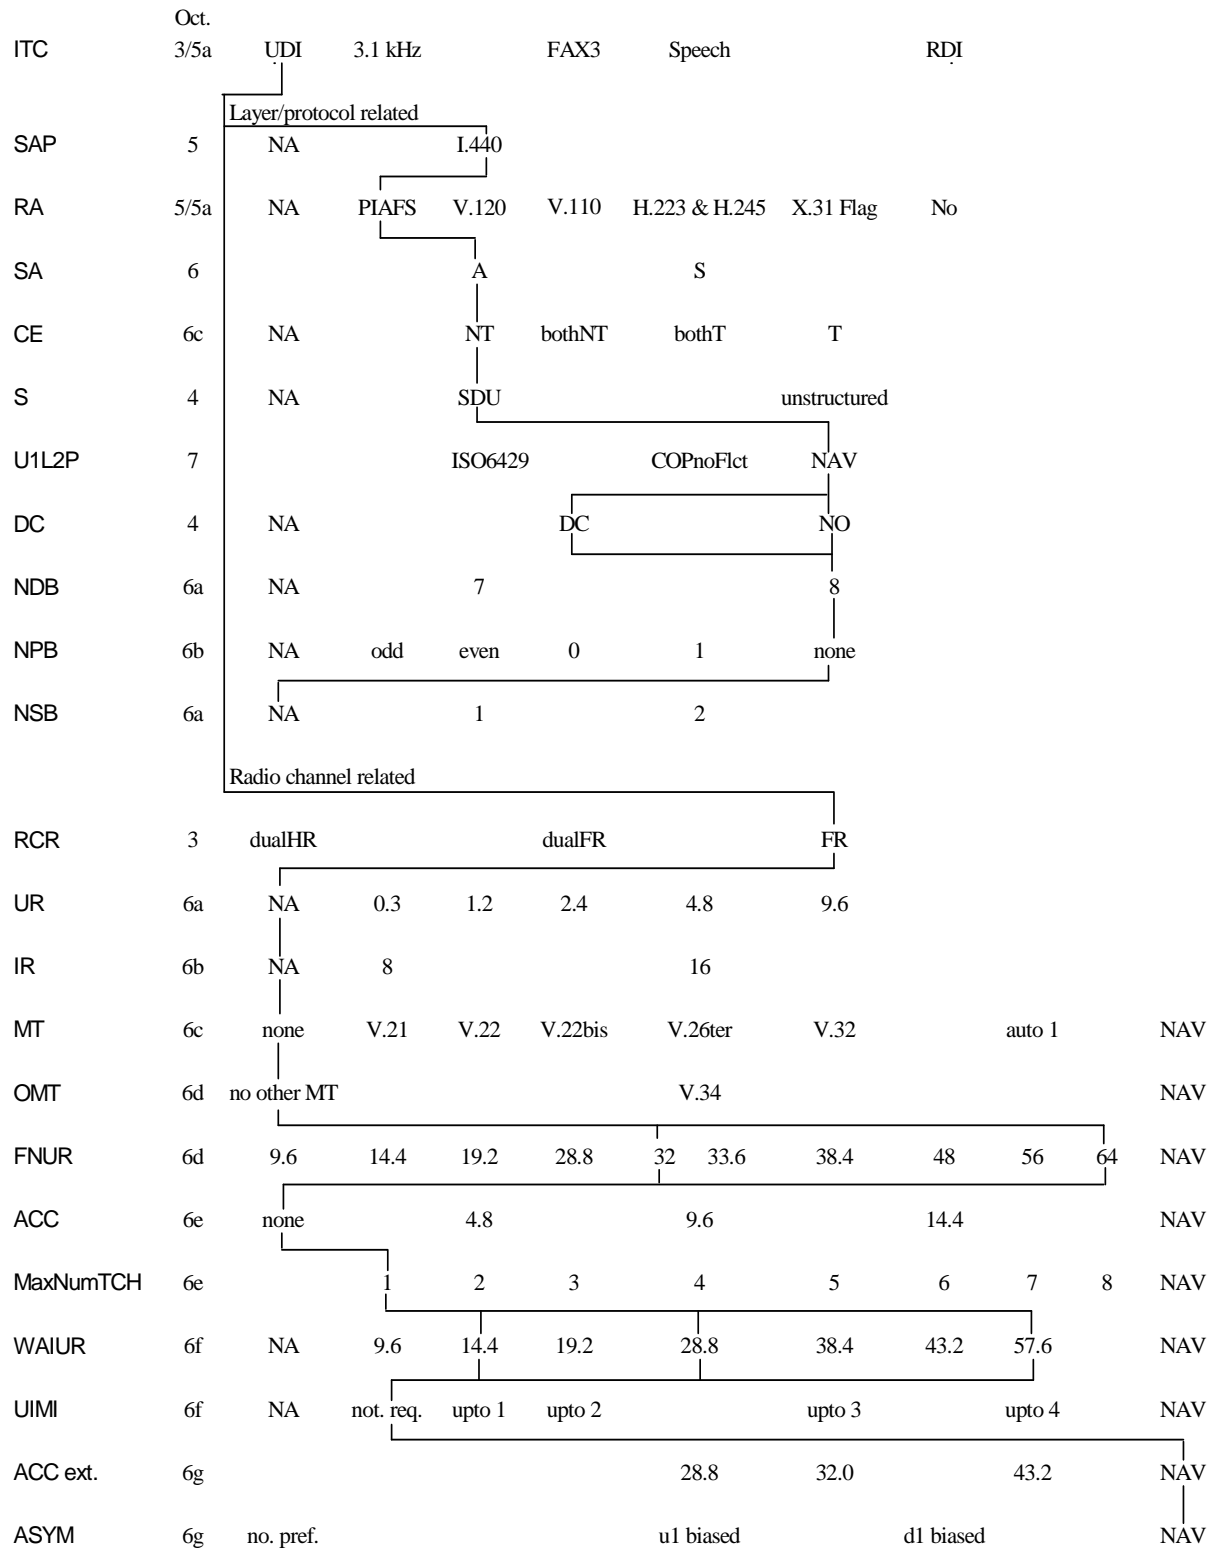 Oct.
ITC 3/5a UDI 3.1 kHz FAX3 Speech RDI
Layer/protocol related
SAP 5 NA I.440
RA 5/5a NA PIAFS V.120 V.110 H.223 & H.245 X.31 Flag No
SA 6 A S
CE 6c NA NT bothNT bothT T
S 4 NA SDU unstructured
U1L2P 7 ISO6429 COPnoFlct NAV
DC 4 NA DC NO
NDB 6a NA 7 8
NPB 6b NA odd even 0 1 none
NSB 6a NA 1 2
Radio channel related
RCR 3 dualHR dualFR FR
UR 6a NA 0.3 1.2 2.4 4.8 9.6
IR 6b NA 8 16
MT 6c none V.21 V.22 V.22bis V.26ter V.32 auto 1 NAV
OMT 6d no other MT V.34 NAV
FNUR 6d 9.6 14.4 19.2 28.8 32 33.6 38.4 48 56 64 NAV
ACC 6e none 4.8 9.6 14.4 NAV
MaxNumTCH 6e 1 2 3 4 5 6 7 8 NAV
WAIUR 6f NA 9.6 14.4 19.2 28.8 38.4 43.2 57.6 NAV
UIMI 6f NA not. req. upto 1 upto 2 upto 3 upto 4 NAV
ACC ext. 6g 28.8 32.0 43.2 NAV
ASYM 6g no. pref. u1 biased d1 biased NAV